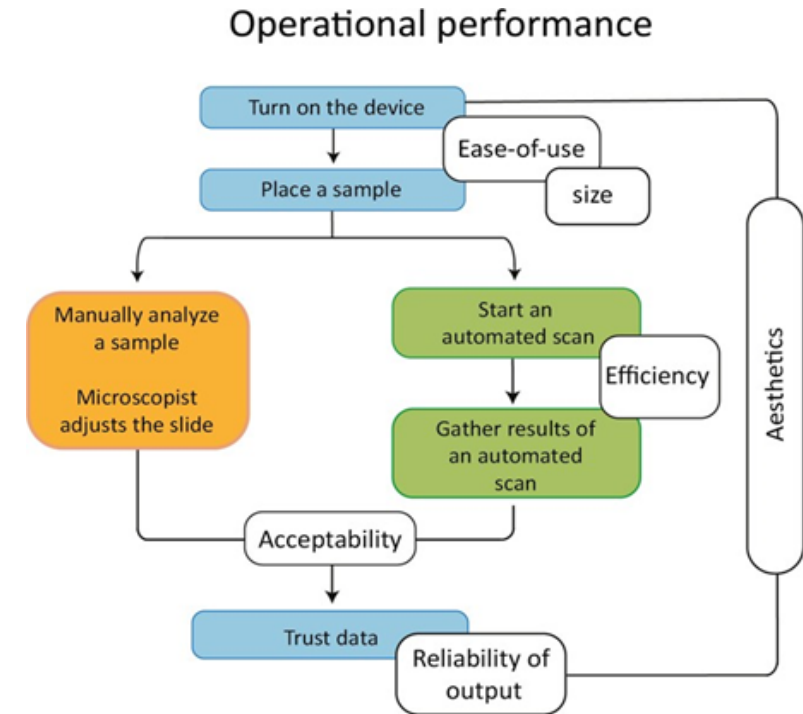 Operational performance
Turn on the device
Ease-of-use
Place a sample
size
Manually analyze
a sample
Microscopist
adjusts the slide
Start an
automated scan
Efficiency
Gather results of
an automated
scan
Aesthetics
Acceptability
Trust data
Reliability of
output